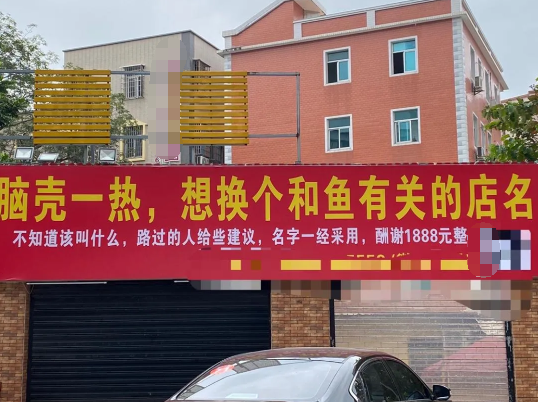 脑壳一热，想换个和鱼有关的店名
不知道该叫什么，路过的人给些建议，名字一经采用，酬谢1888元整